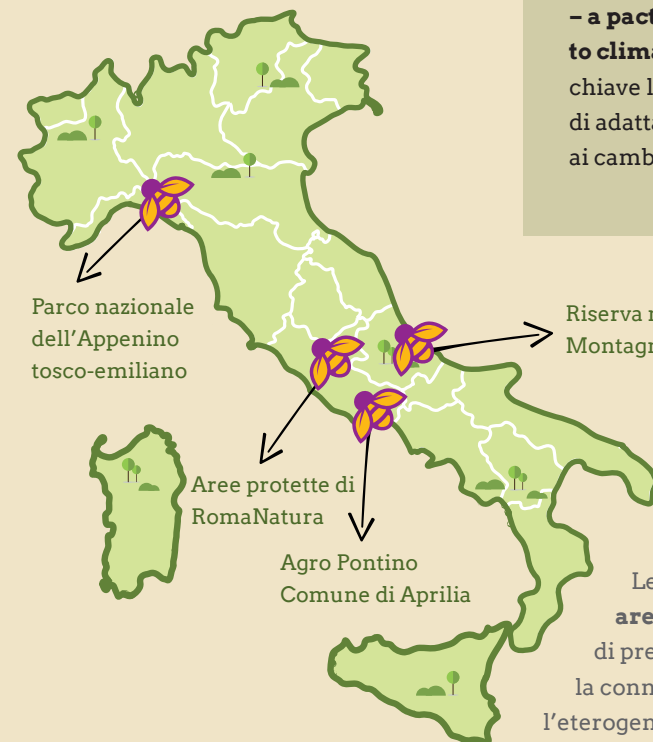 – a pact
to clima
chiave l
di adatta
ai camb
Parco nazionale
dell'Appenino
tosco-emiliano
Riserva n
Montagn
Aree protette di
RomaNatura
Agro Pontino
Comune di Aprilia
Le
are
di pre
la conn
l'eterogen